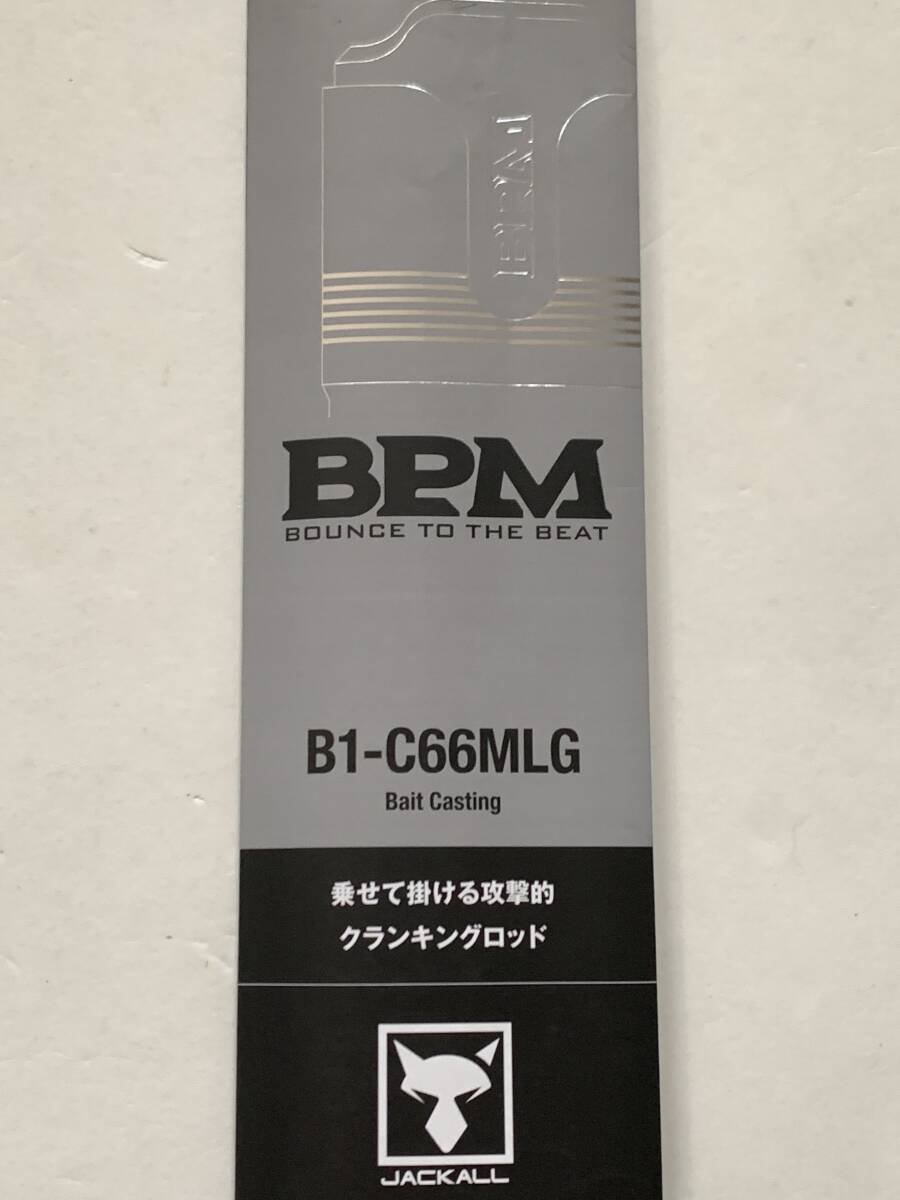 BPM
BOUNCE TO THE BEAT
B1-C66MLG
Bait Casting
乗せて掛ける攻撃的
クランキングロッド
JACKALL